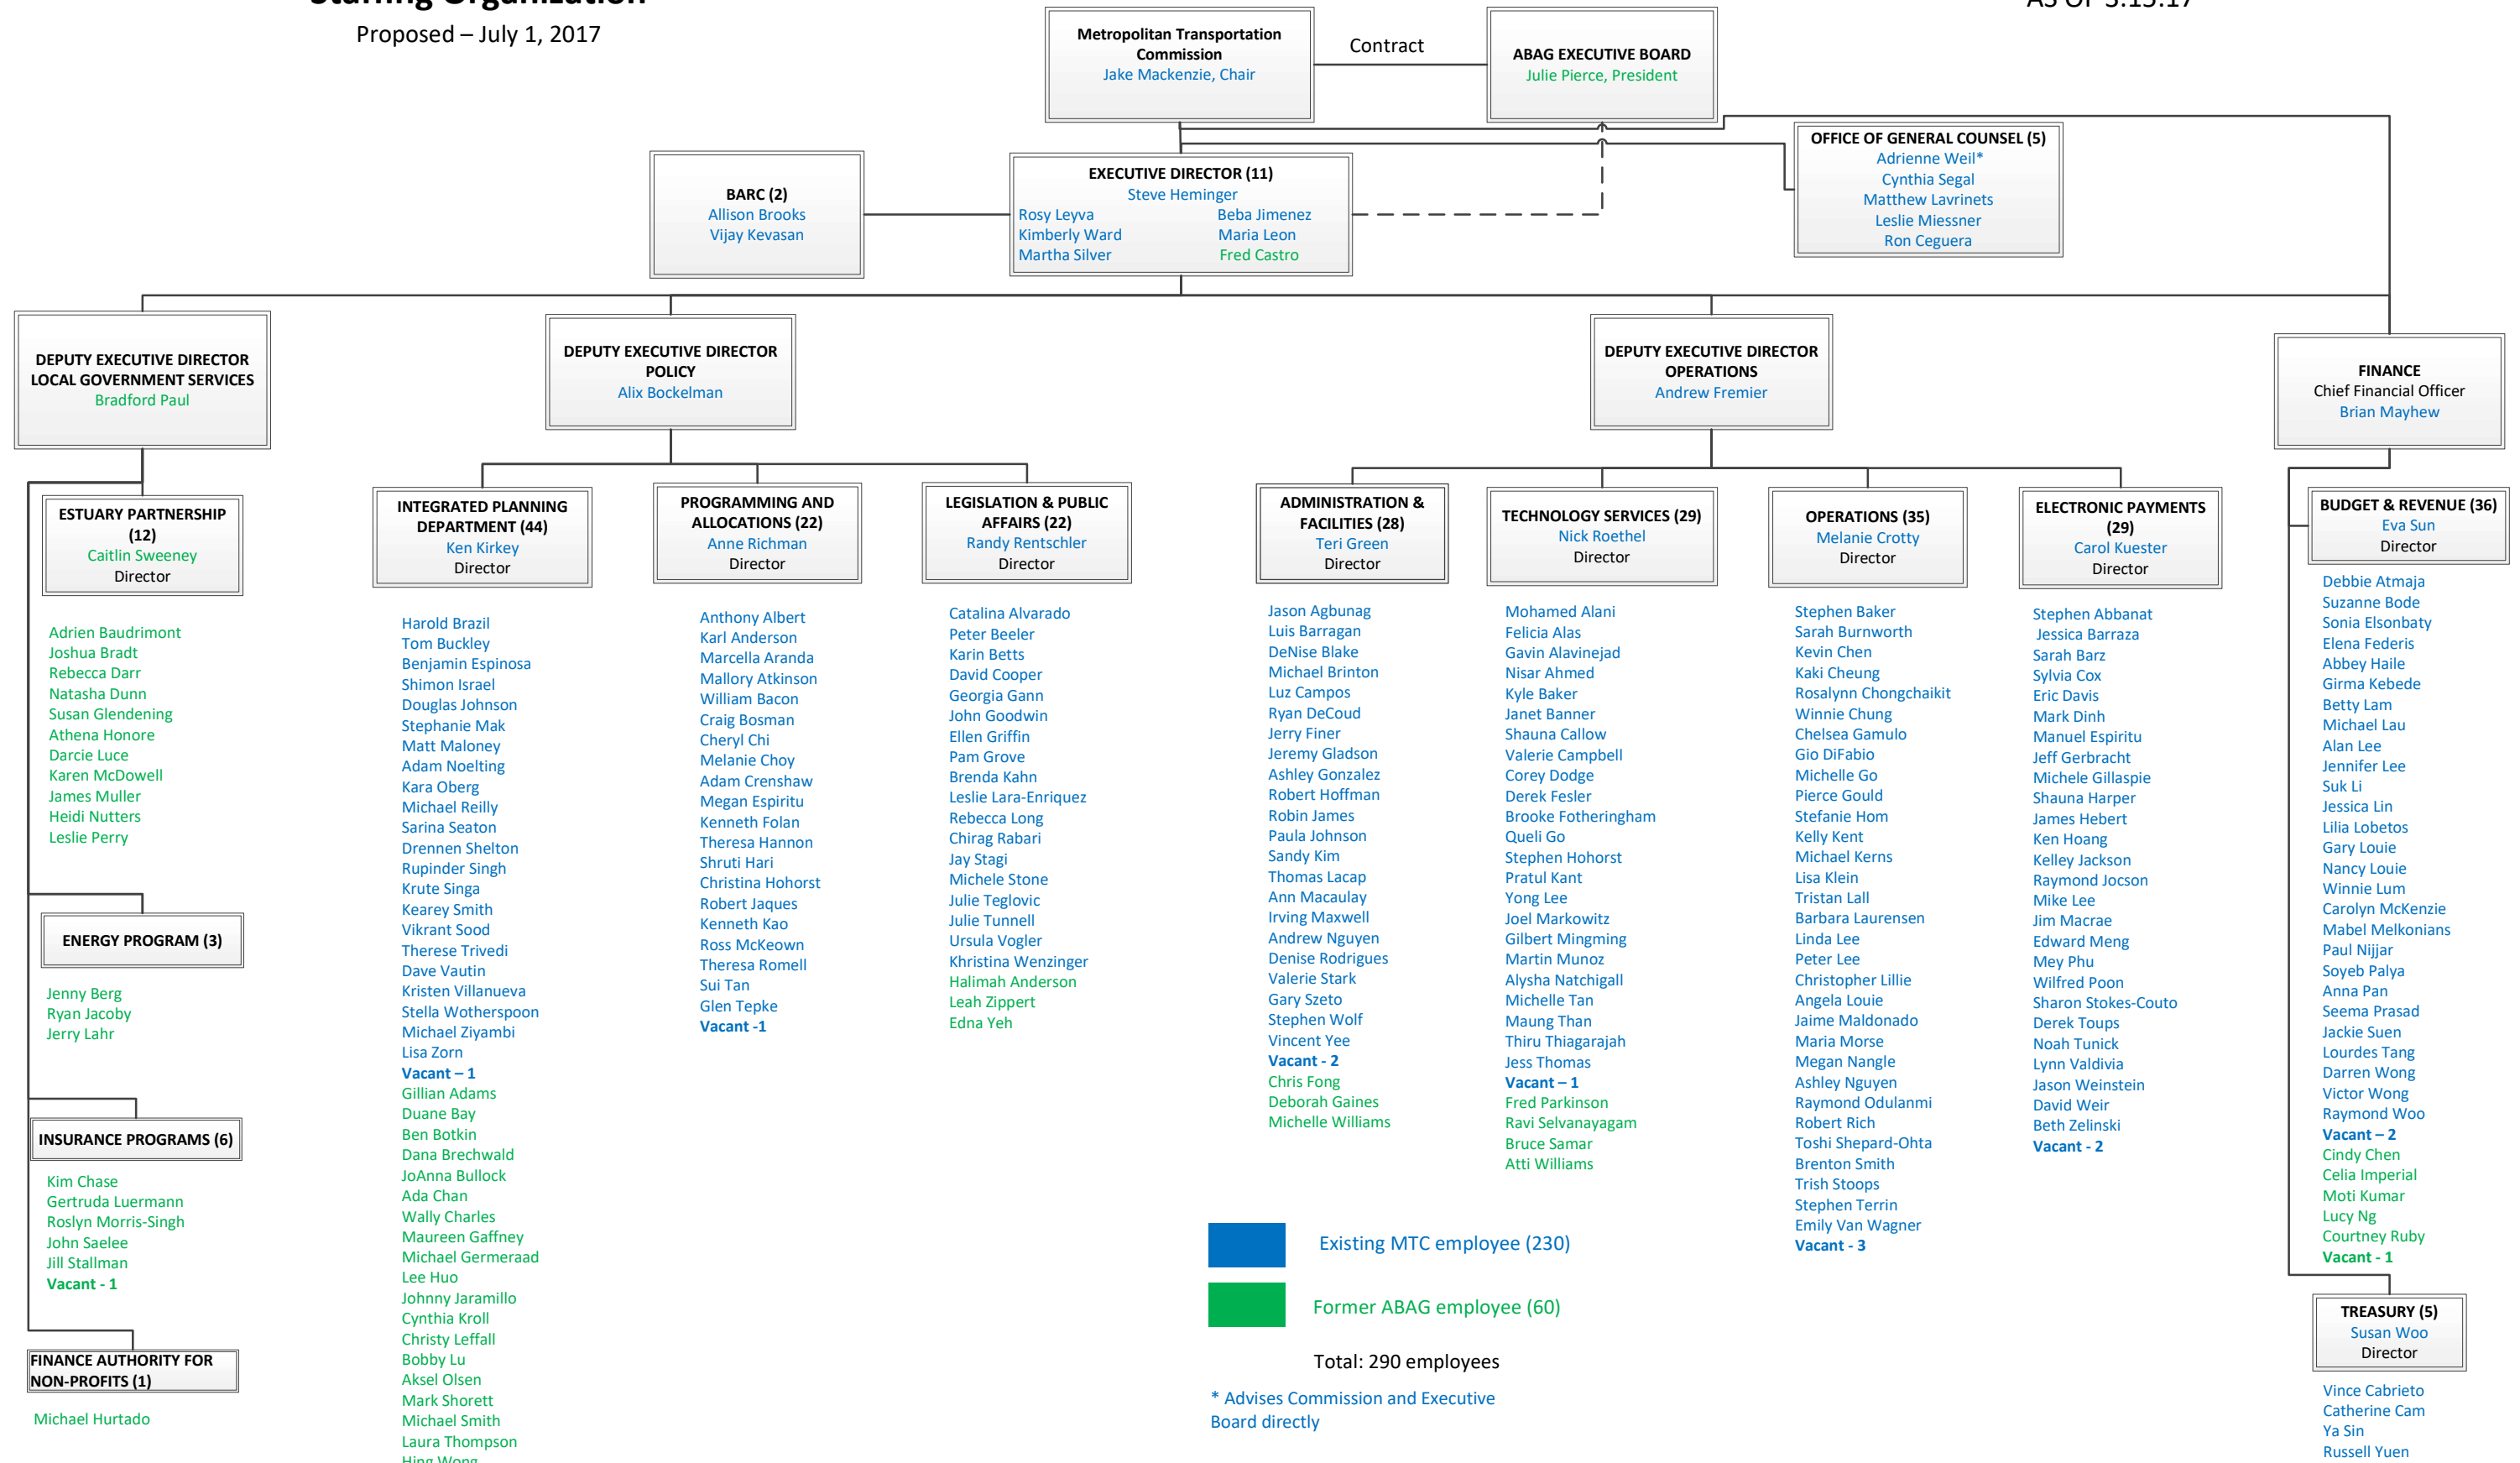 Staffing Organization
Proposed – July 1, 2017
AS OF 3.15.17
Metropolitan Transportation
Commission
Jake Mackenzie, Chair
Contract
ABAG EXECUTIVE BOARD
Julie Pierce, President
OFFICE OF GENERAL COUNSEL (5)
Adrienne Weil*
Cynthia Segal
Matthew Lavrinets
Leslie Miessner
Ron Ceguera
BARC (2)
Allison Brooks
Vijay Kevasan
EXECUTIVE DIRECTOR (11)
Steve Heminger
Rosy Leyva
Kimberly Ward
Martha Silver
Beba Jimenez
Maria Leon
Fred Castro
DEPUTY EXECUTIVE DIRECTOR
LOCAL GOVERNMENT SERVICES
Bradford Paul
DEPUTY EXECUTIVE DIRECTOR
POLICY
Alix Bockelman
DEPUTY EXECUTIVE DIRECTOR
OPERATIONS
Andrew Fremier
FINANCE
Chief Financial Officer
Brian Mayhew
ESTUARY PARTNERSHIP
(12)
Caitlin Sweeney
Director
Adrien Baudrimont
Joshua Bradt
Rebecca Darr
Natasha Dunn
Susan Glendening
Athena Honore
Darcie Luce
Karen McDowell
James Muller
Heidi Nutters
Leslie Perry
ENERGY PROGRAM (3)
Jenny Berg
Ryan Jacoby
Jerry Lahr
INSURANCE PROGRAMS (6)
Kim Chase
Gertruda Luermann
Roslyn Morris-Singh
John Saelee
Jill Stallman
Vacant - 1
FINANCE AUTHORITY FOR
NON-PROFITS (1)
Michael Hurtado
INTEGRATED PLANNING
DEPARTMENT (44)
Ken Kirkey
Director
Harold Brazil
Tom Buckley
Benjamin Espinosa
Shimon Israel
Douglas Johnson
Stephanie Mak
Matt Maloney
Adam Noelting
Kara Oberg
Michael Reilly
Sarina Seaton
Drennen Shelton
Rupinder Singh
Krute Singa
Kearey Smith
Vikrant Sood
Therese Trivedi
Dave Vautin
Kristen Villanueva
Stella Wotherspoon
Michael Ziyambi
Lisa Zorn
Vacant – 1
Gillian Adams
Duane Bay
Ben Botkin
Dana Brechwald
JoAnna Bullock
Ada Chan
Wally Charles
Maureen Gaffney
Michael Germeraad
Lee Huo
Johnny Jaramillo
Cynthia Kroll
Christy Leffall
Bobby Lu
Aksel Olsen
Mark Shorett
Michael Smith
Laura Thompson
Hing Wong
PROGRAMMING AND
ALLOCATIONS (22)
Anne Richman
Director
Anthony Albert
Karl Anderson
Marcella Aranda
Mallory Atkinson
William Bacon
Craig Bosman
Cheryl Chi
Melanie Choy
Adam Crenshaw
Megan Espiritu
Kenneth Folan
Theresa Hannon
Shruti Hari
Christina Hohorst
Robert Jaques
Kenneth Kao
Ross McKeown
Theresa Romell
Sui Tan
Glen Tepke
Vacant -1
LEGISLATION & PUBLIC
AFFAIRS (22)
Randy Rentschler
Director
Catalina Alvarado
Peter Beeler
Karin Betts
David Cooper
Georgia Gann
John Goodwin
Ellen Griffin
Pam Grove
Brenda Kahn
Leslie Lara-Enriquez
Rebecca Long
Chirag Rabari
Jay Stagi
Michele Stone
Julie Teglovic
Julie Tunnell
Ursula Vogler
Khristina Wenzinger
Halimah Anderson
Leah Zippert
Edna Yeh
ADMINISTRATION &
FACILITIES (28)
Teri Green
Director
Jason Agbunag
Luis Barragan
DeNise Blake
Michael Brinton
Luz Campos
Ryan DeCoud
Jerry Finer
Jeremy Gladson
Ashley Gonzalez
Robert Hoffman
Robin James
Paula Johnson
Sandy Kim
Thomas Lacap
Ann Macaulay
Irving Maxwell
Andrew Nguyen
Denise Rodrigues
Valerie Stark
Gary Szeto
Stephen Wolf
Vincent Yee
Vacant - 2
Chris Fong
Deborah Gaines
Michelle Williams
TECHNOLOGY SERVICES (29)
Nick Roethel
Director
Mohamed Alani
Felicia Alas
Gavin Alavinejad
Nisar Ahmed
Kyle Baker
Janet Banner
Shauna Callow
Valerie Campbell
Corey Dodge
Derek Fesler
Brooke Fotheringham
Queli Go
Stephen Hohorst
Pratul Kant
Yong Lee
Joel Markowitz
Gilbert Mingming
Martin Munoz
Alysha Natchigall
Michelle Tan
Maung Than
Thiru Thiagarajah
Jess Thomas
Vacant – 1
Fred Parkinson
Ravi Selvanayagam
Bruce Samar
Atti Williams
OPERATIONS (35)
Melanie Crotty
Director
Stephen Baker
Sarah Burnworth
Kevin Chen
Kaki Cheung
Rosalynn Chongchaikit
Winnie Chung
Chelsea Gamulo
Gio DiFabio
Michelle Go
Pierce Gould
Stefanie Hom
Kelly Kent
Michael Kerns
Lisa Klein
Tristan Lall
Barbara Laurensen
Linda Lee
Peter Lee
Christopher Lillie
Angela Louie
Jaime Maldonado
Maria Morse
Megan Nangle
Ashley Nguyen
Raymond Odulanmi
Robert Rich
Toshi Shepard-Ohta
Brenton Smith
Trish Stoops
Stephen Terrin
Emily Van Wagner
Vacant - 3
ELECTRONIC PAYMENTS
(29)
Carol Kuester
Director
Stephen Abbanat
Jessica Barraza
Sarah Barz
Sylvia Cox
Eric Davis
Mark Dinh
Manuel Espiritu
Jeff Gerbracht
Michele Gillaspie
Shauna Harper
James Hebert
Ken Hoang
Kelley Jackson
Raymond Jocson
Mike Lee
Jim Macrae
Edward Meng
Mey Phu
Wilfred Poon
Sharon Stokes-Couto
Derek Toups
Noah Tunick
Lynn Valdivia
Jason Weinstein
David Weir
Beth Zelinski
Vacant - 2
BUDGET & REVENUE (36)
Eva Sun
Director
Debbie Atmaja
Suzanne Bode
Sonia Elsonbaty
Elena Federis
Abbey Haile
Girma Kebede
Betty Lam
Michael Lau
Alan Lee
Jennifer Lee
Suk Li
Jessica Lin
Lilia Lobetos
Gary Louie
Nancy Louie
Winnie Lum
Carolyn McKenzie
Mabel Melkonians
Paul Nijjar
Soyeb Palya
Anna Pan
Seema Prasad
Jackie Suen
Lourdes Tang
Darren Wong
Victor Wong
Raymond Woo
Vacant – 2
Cindy Chen
Celia Imperial
Moti Kumar
Lucy Ng
Courtney Ruby
Vacant - 1
TREASURY (5)
Susan Woo
Director
Vince Cabrieto
Catherine Cam
Ya Sin
Russell Yuen
Existing MTC employee (230)
Former ABAG employee (60)
Total: 290 employees
* Advises Commission and Executive
Board directly